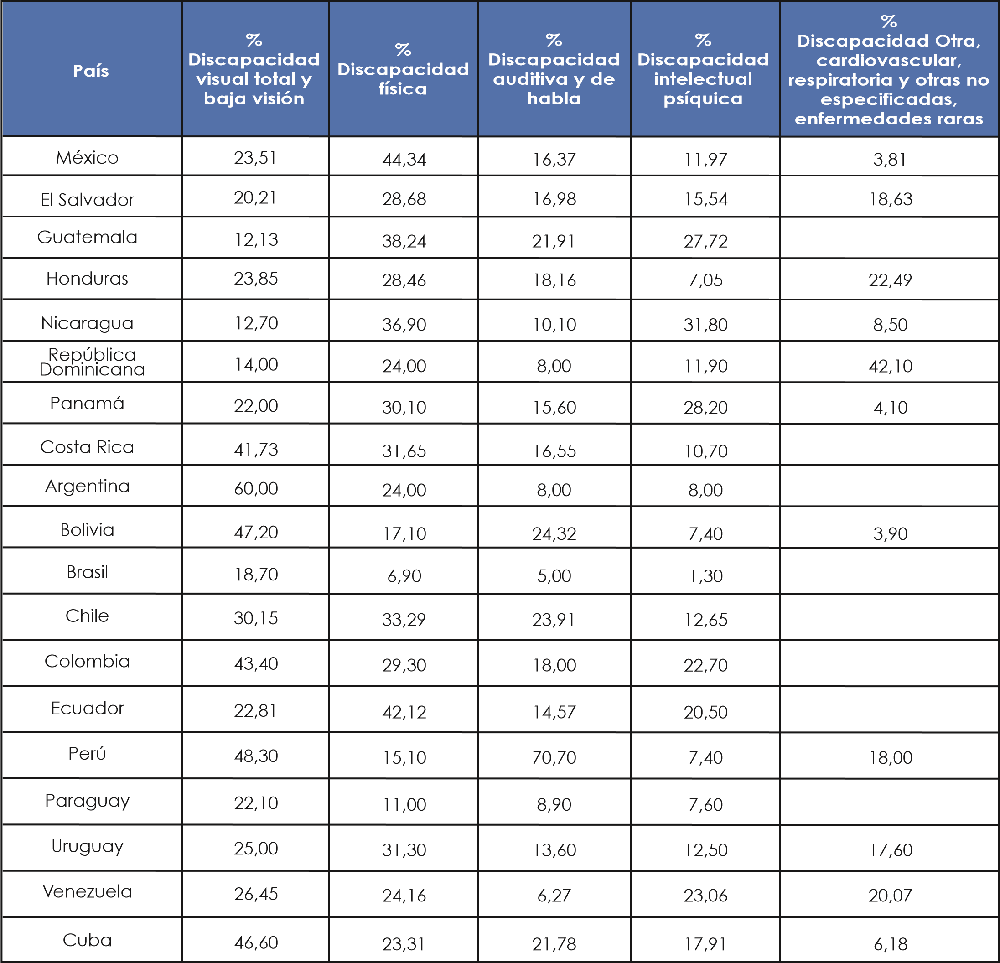 País
%
Discapacidad
visual total y
baja visión
%
Discapacidad
física
%
Discapacidad
auditiva y de
habla
%
Discapacidad
intelectual
psíquica
%
Discapacidad Otra,
cardiovascular,
respiratoria y otras no
especificadas,
enfermedades raras
México 23,51 44,34 16,37 11,97 3,81
El Salvador 20,21 28,68 16,98 15,54 18,63
Guatemala 12,13 38,24 21,91 27,72
Honduras 23,85 28,46 18,16 7,05 22,49
Nicaragua 12,70 36,90 10,10 31,80 8,50
República
Dominicana 14,00 24,00 8,00 11,90 42,10
Panamá 22,00 30,10 15,60 28,20 4,10
Costa Rica 41,73 31,65 16,55 10,70
Argentina 60,00 24,00 8,00 8,00
Bolivia 47,20 17,10 24,32 7,40 3,90
Brasil 18,70 6,90 5,00 1,30
Chile 30,15 33,29 23,91 12,65
Colombia 43,40 29,30 18,00 22,70
Ecuador 22,81 42,12 14,57 20,50
Perú 48,30 15,10 70,70 7,40 18,00
Paraguay 22,10 11,00 8,90 7,60
Uruguay 25,00 31,30 13,60 12,50 17,60
Venezuela 26,45 24,16 6,27 23,06 20,07
Cuba 46,60 23,31 21,78 17,91 6,18